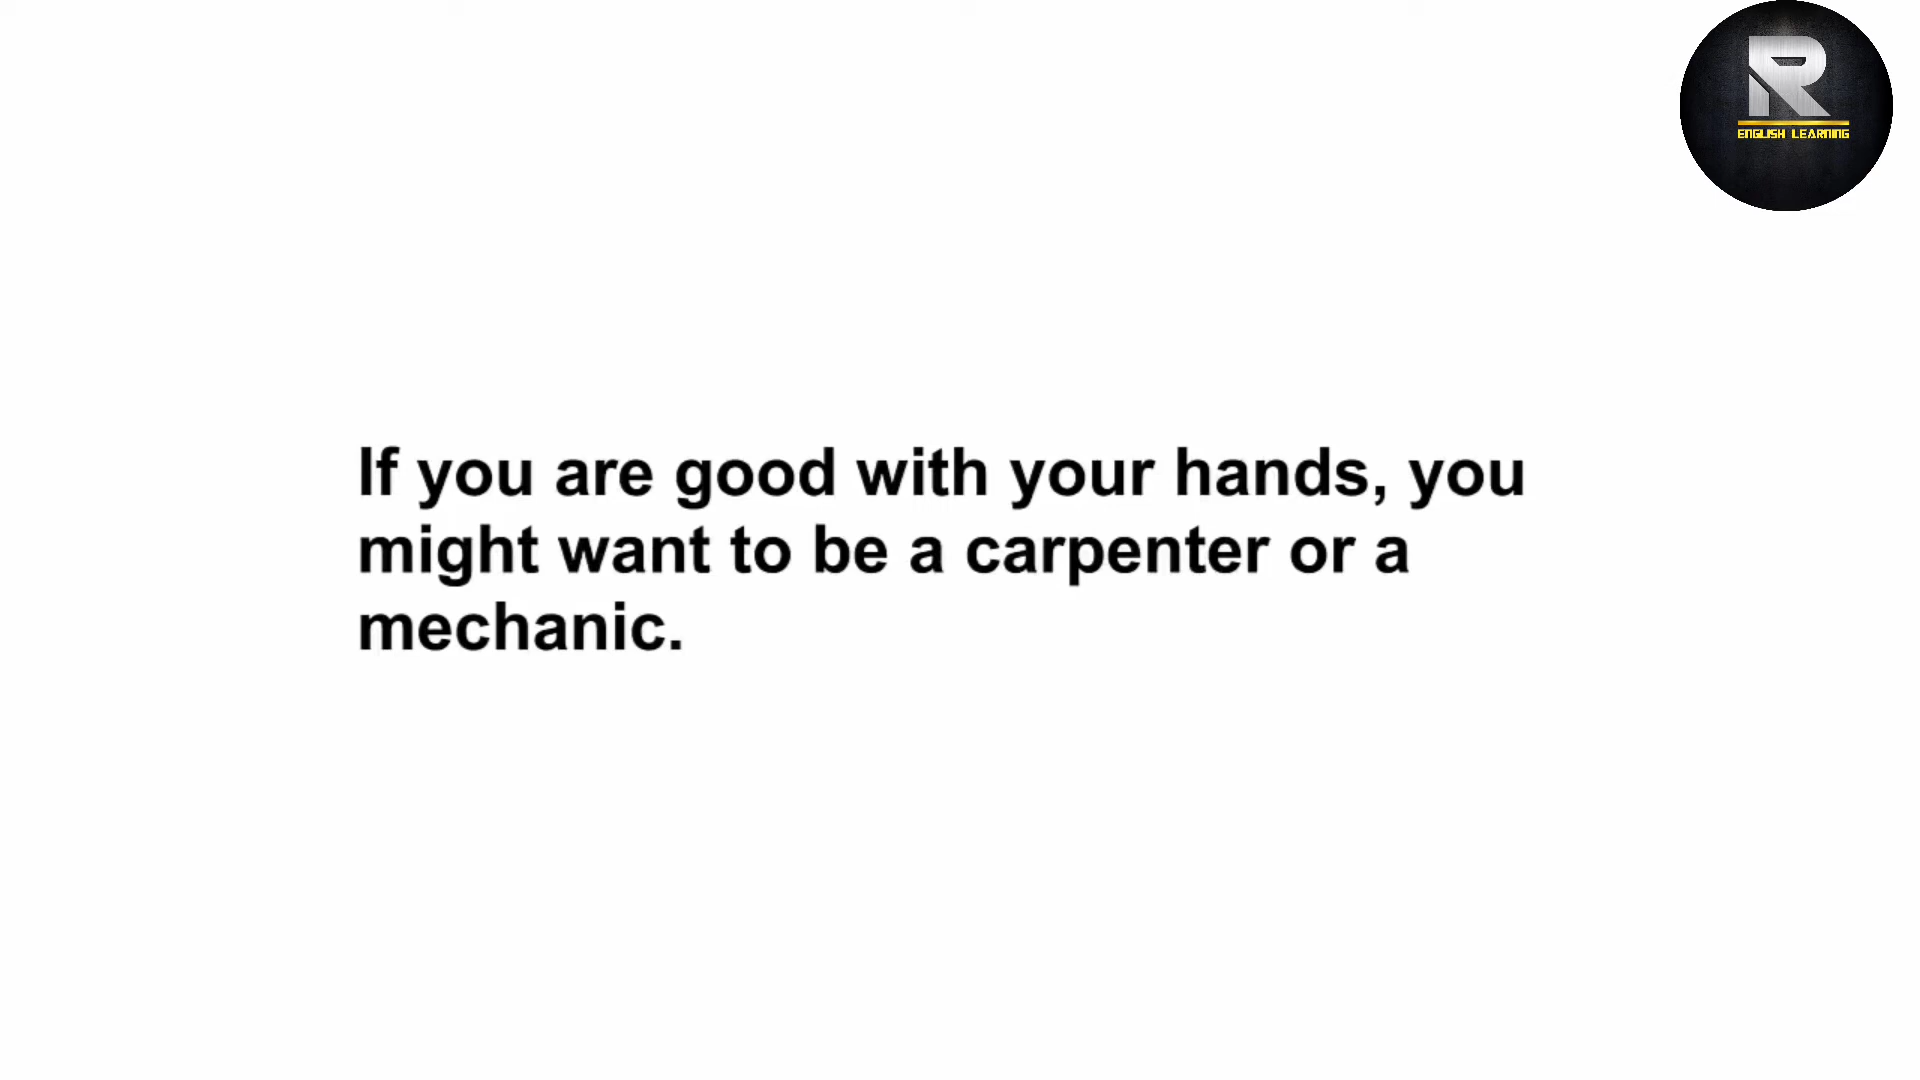 R
ENGLISH LEARNING
If you are good with your hands, you
might want to be a carpenter or a
mechanic.